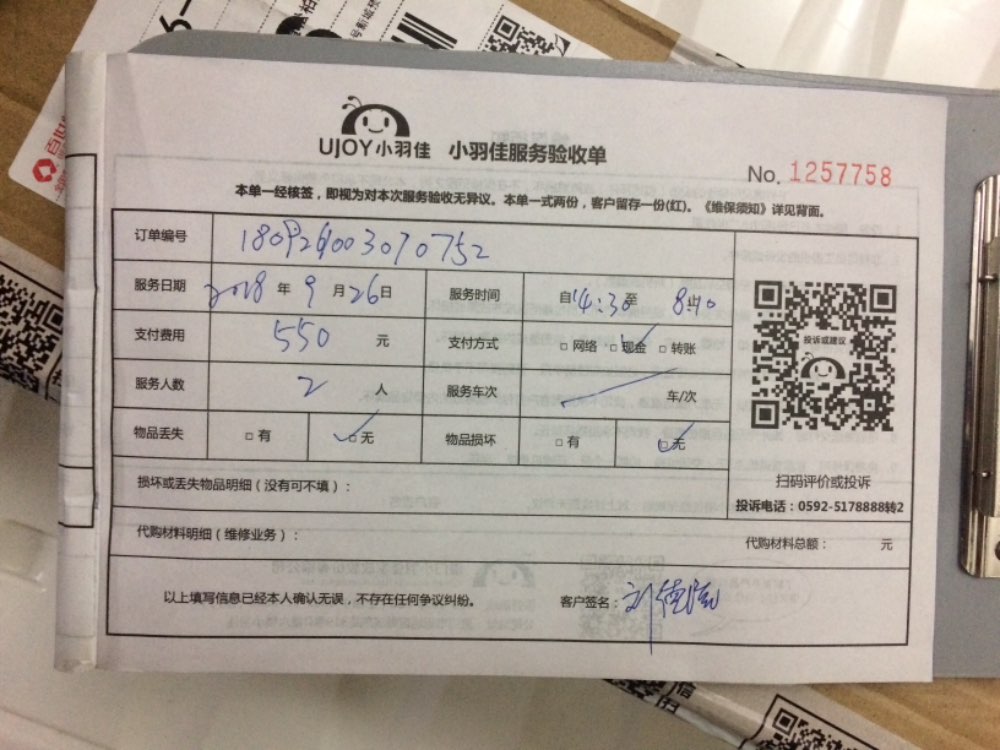 UJOY小羽佳 小羽佳服务验收单
No. 1257758
本单一经核签，即视为对本次服务验收无异议。本单一式两份，客户留存一份(红)。《维保须知》详见背面。
订单编号 180926003070752
服务日期 2018 年 9 月 26 日 服务时间 自 14:30 至 8:40
支付费用 550 元 支付方式 □ 网络 □ 现金 □ 转账
服务人数 2 人 服务车次 车/次
物品丢失 □ 有 □ 无 物品损坏 □ 有 □ 无
投诉或建议
扫码评价或投诉
投诉电话：0592-5178888转2
损坏或丢失物品明细（没有可不填）：
代购材料明细（维修业务）： 代购材料总额： 元
以上填写信息已经本人确认无误，不存在任何争议纠纷。 客户签名：